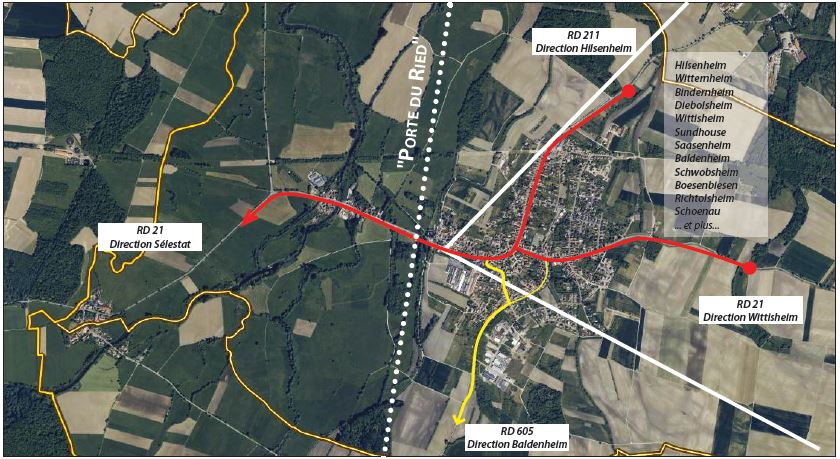 RD 211
Direction Hilsenheim
"PORTE DU RIED"
Hilsenheim
Witternheim
Bindernheim
Diebolsheim
Wittisheim
Sundhouse
Saasenheim
Baldenheim
Schwobsheim
Boesenbiesen
Richtolsheim
Schoenau
... et plus...
RD 21
Direction Sélestat
RD 21
Direction Wittisheim
RD 605
Direction Baldenheim